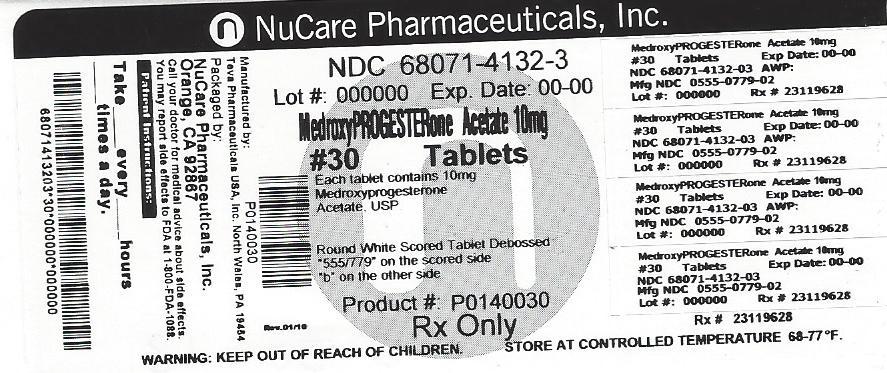 NuCare Pharmaceuticals, Inc.
NDC 68071-4132-3
Lot #: 000000 Exp. Date: 00-00
MedroxyPROGESTERone Acetate 10mg
#30 Tablets
Each tablet contains 10mg
Medroxyprogesterone
Acetate, USP
Round White Scored Tablet Debossed
"555/779" on the scored side
"b" on the other side
Product #: P0140030
Rx Only
WARNING: KEEP OUT OF REACH OF CHILDREN. STORE AT CONTROLLED TEMPERATURE 68-77°F.
Manufactured by:
Teva Pharmaceuticals USA, Inc. North Wales, PA 19454
Packaged by:
NuCare Pharmaceuticals, Inc.
Orange, CA 92867
Call your doctor for medical advice about side effects.
You may report side effects to FDA at 1-800-FDA-1088.
Patient Instructions:
Take___every____hours
____times a day.
68071413203*30*000000*000000
P0140030
Rev.01/10
MedroxyPROGESTERone Acetate 10mg
#30 Tablets Exp Date: 00-00
NDC 68071-4132-03 AWP:
Mfg NDC 0555-0779-02
Lot #: 000000 Rx # 23119628
MedroxyPROGESTERone Acetate 10mg
#30 Tablets Exp Date: 00-00
NDC 68071-4132-03 AWP:
Mfg NDC 0555-0779-02
Lot #: 000000 Rx # 23119628
MedroxyPROGESTERone Acetate 10mg
#30 Tablets Exp Date: 00-00
NDC 68071-4132-03 AWP:
Mfg NDC 0555-0779-02
Lot #: 000000 Rx # 23119628
MedroxyPROGESTERone Acetate 10mg
#30 Tablets Exp Date: 00-00
NDC 68071-4132-03
Mfg NDC 0555-0779-02
Lot #: 000000 Rx # 23119628
Rx # 23119628